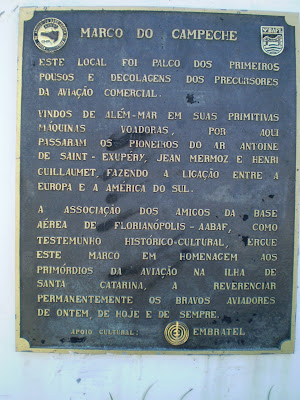 MARCO DO CAMPECHE
ESTE LOCAL FOI PALCO DOS PRIMEIROS
POUSOS E DECOLAGENS DOS PRECURSORES
DA AVIAÇÃO COMERCIAL.
VINDOS DE ALÉM-MAR EM SUAS PRIMITIVAS
MÁQUINAS VOADORAS, POR AQUI
PASSARAM OS PIONEIROS DO AR ANTOINE
DE SAINT-EXUPÉRY, JEAN MERMOZ E HENRI
GUILLAUMET, FAZENDO A LIGAÇÃO ENTRE A
EUROPA E A AMÉRICA DO SUL.
A ASSOCIAÇÃO DOS AMIGOS DA BASE
AÉREA DE FLORIANÓPOLIS-AABAF, COMO
TESTEMUNHO HISTÓRICO-CULTURAL, ERGUE
ESTE MARCO EM HOMENAGEM AOS
PRIMÓRDIOS DA AVIAÇÃO NA ILHA DE
SANTA CATARINA, A REVERENCIAR
PERMANENTEMENTE OS BRAVOS AVIADORES
DE ONTEM, DE HOJE E DE SEMPRE.
APOIO CULTURAL: EMBRATEL